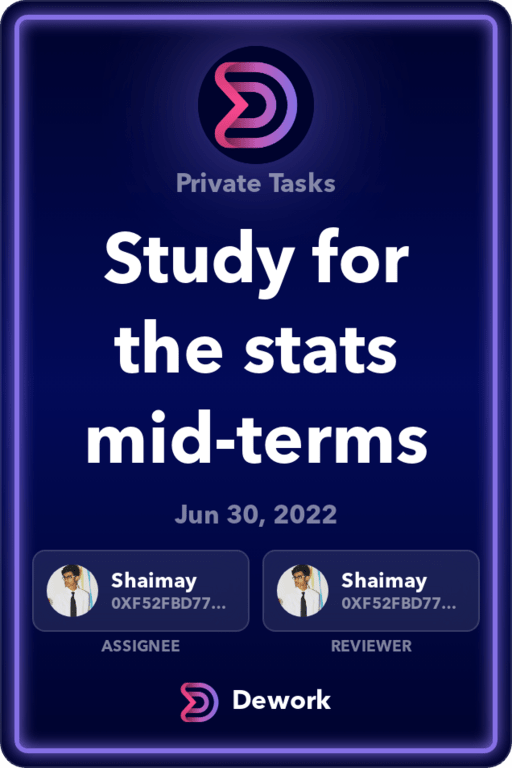 Private Tasks
Study for
the stats
mid-terms
Jun 30, 2022
Shaimay
0XF52FBD77...
ASSIGNEE
Shaimay
0XF52FBD77...
REVIEWER
Dework